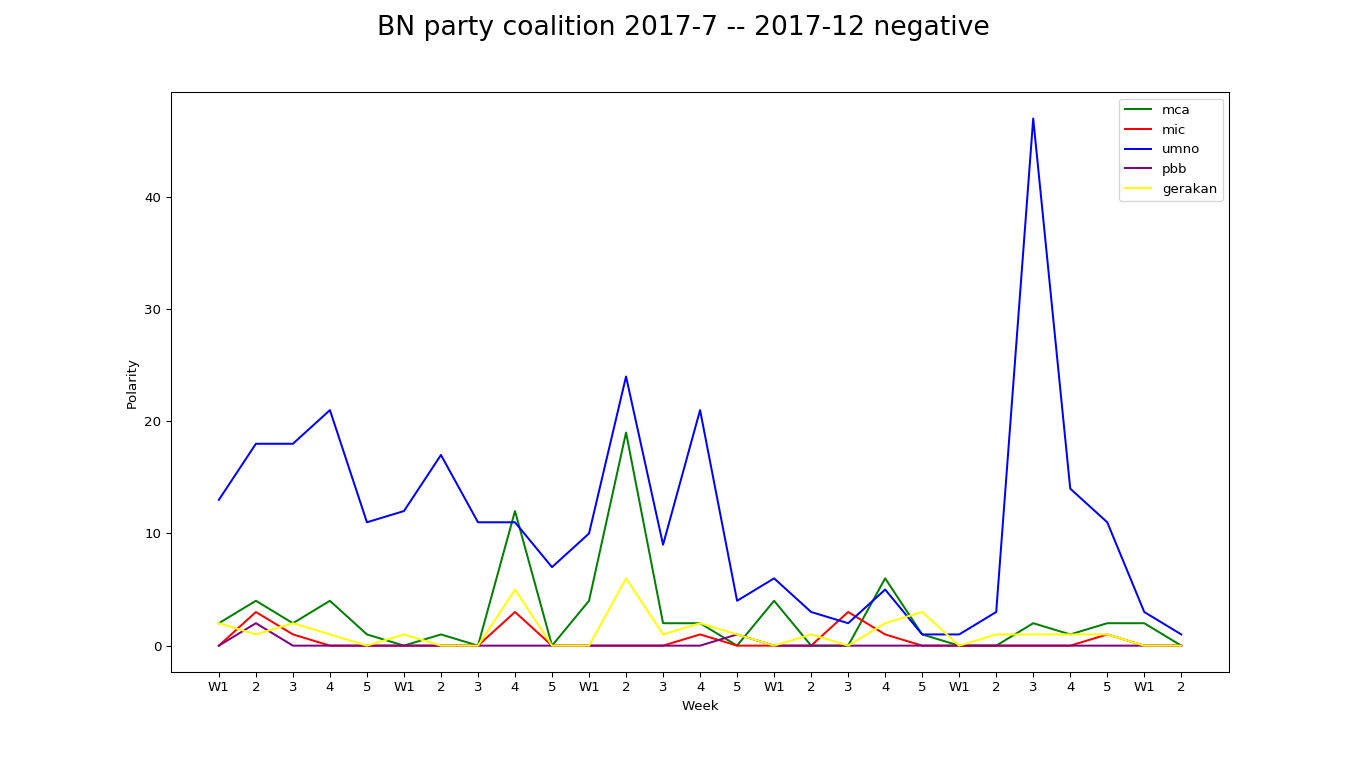 BN party coalition 2017-7 -- 2017-12 negative
mca
mic
umno
pbb
gerakan
40
30
20
10
0
Polarity
W1 2 3 4 5 W1 2 3 4 5 W1 2 3 4 5 W1 2 3 4 5 W1 2 3 4 5 W1 2
Week